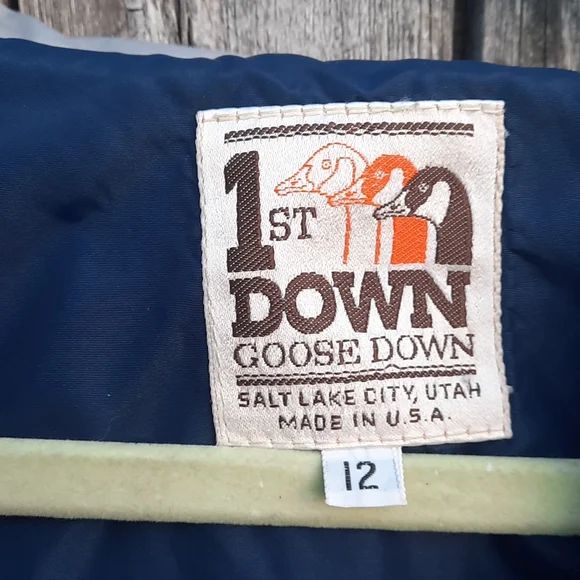 1ST
DOWN
GOOSE DOWN
SALT LAKE CITY, UTAH
MADE IN U.S.A.
12